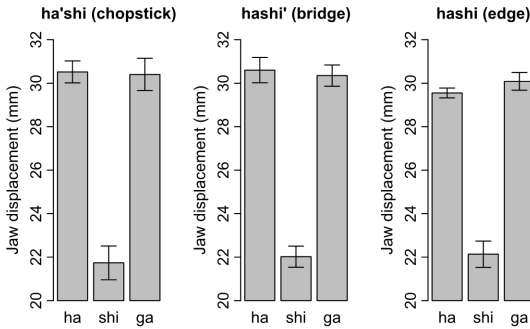 ha'shi (chopstick)
Jaw displacement (mm)
32
30
28
26
24
22
20
ha shi ga
hashi' (bridge)
Jaw displacement (mm)
32
30
28
26
24
22
20
ha shi ga
hashi (edge)
Jaw displacement (mm)
32
30
28
26
24
22
20
ha shi ga